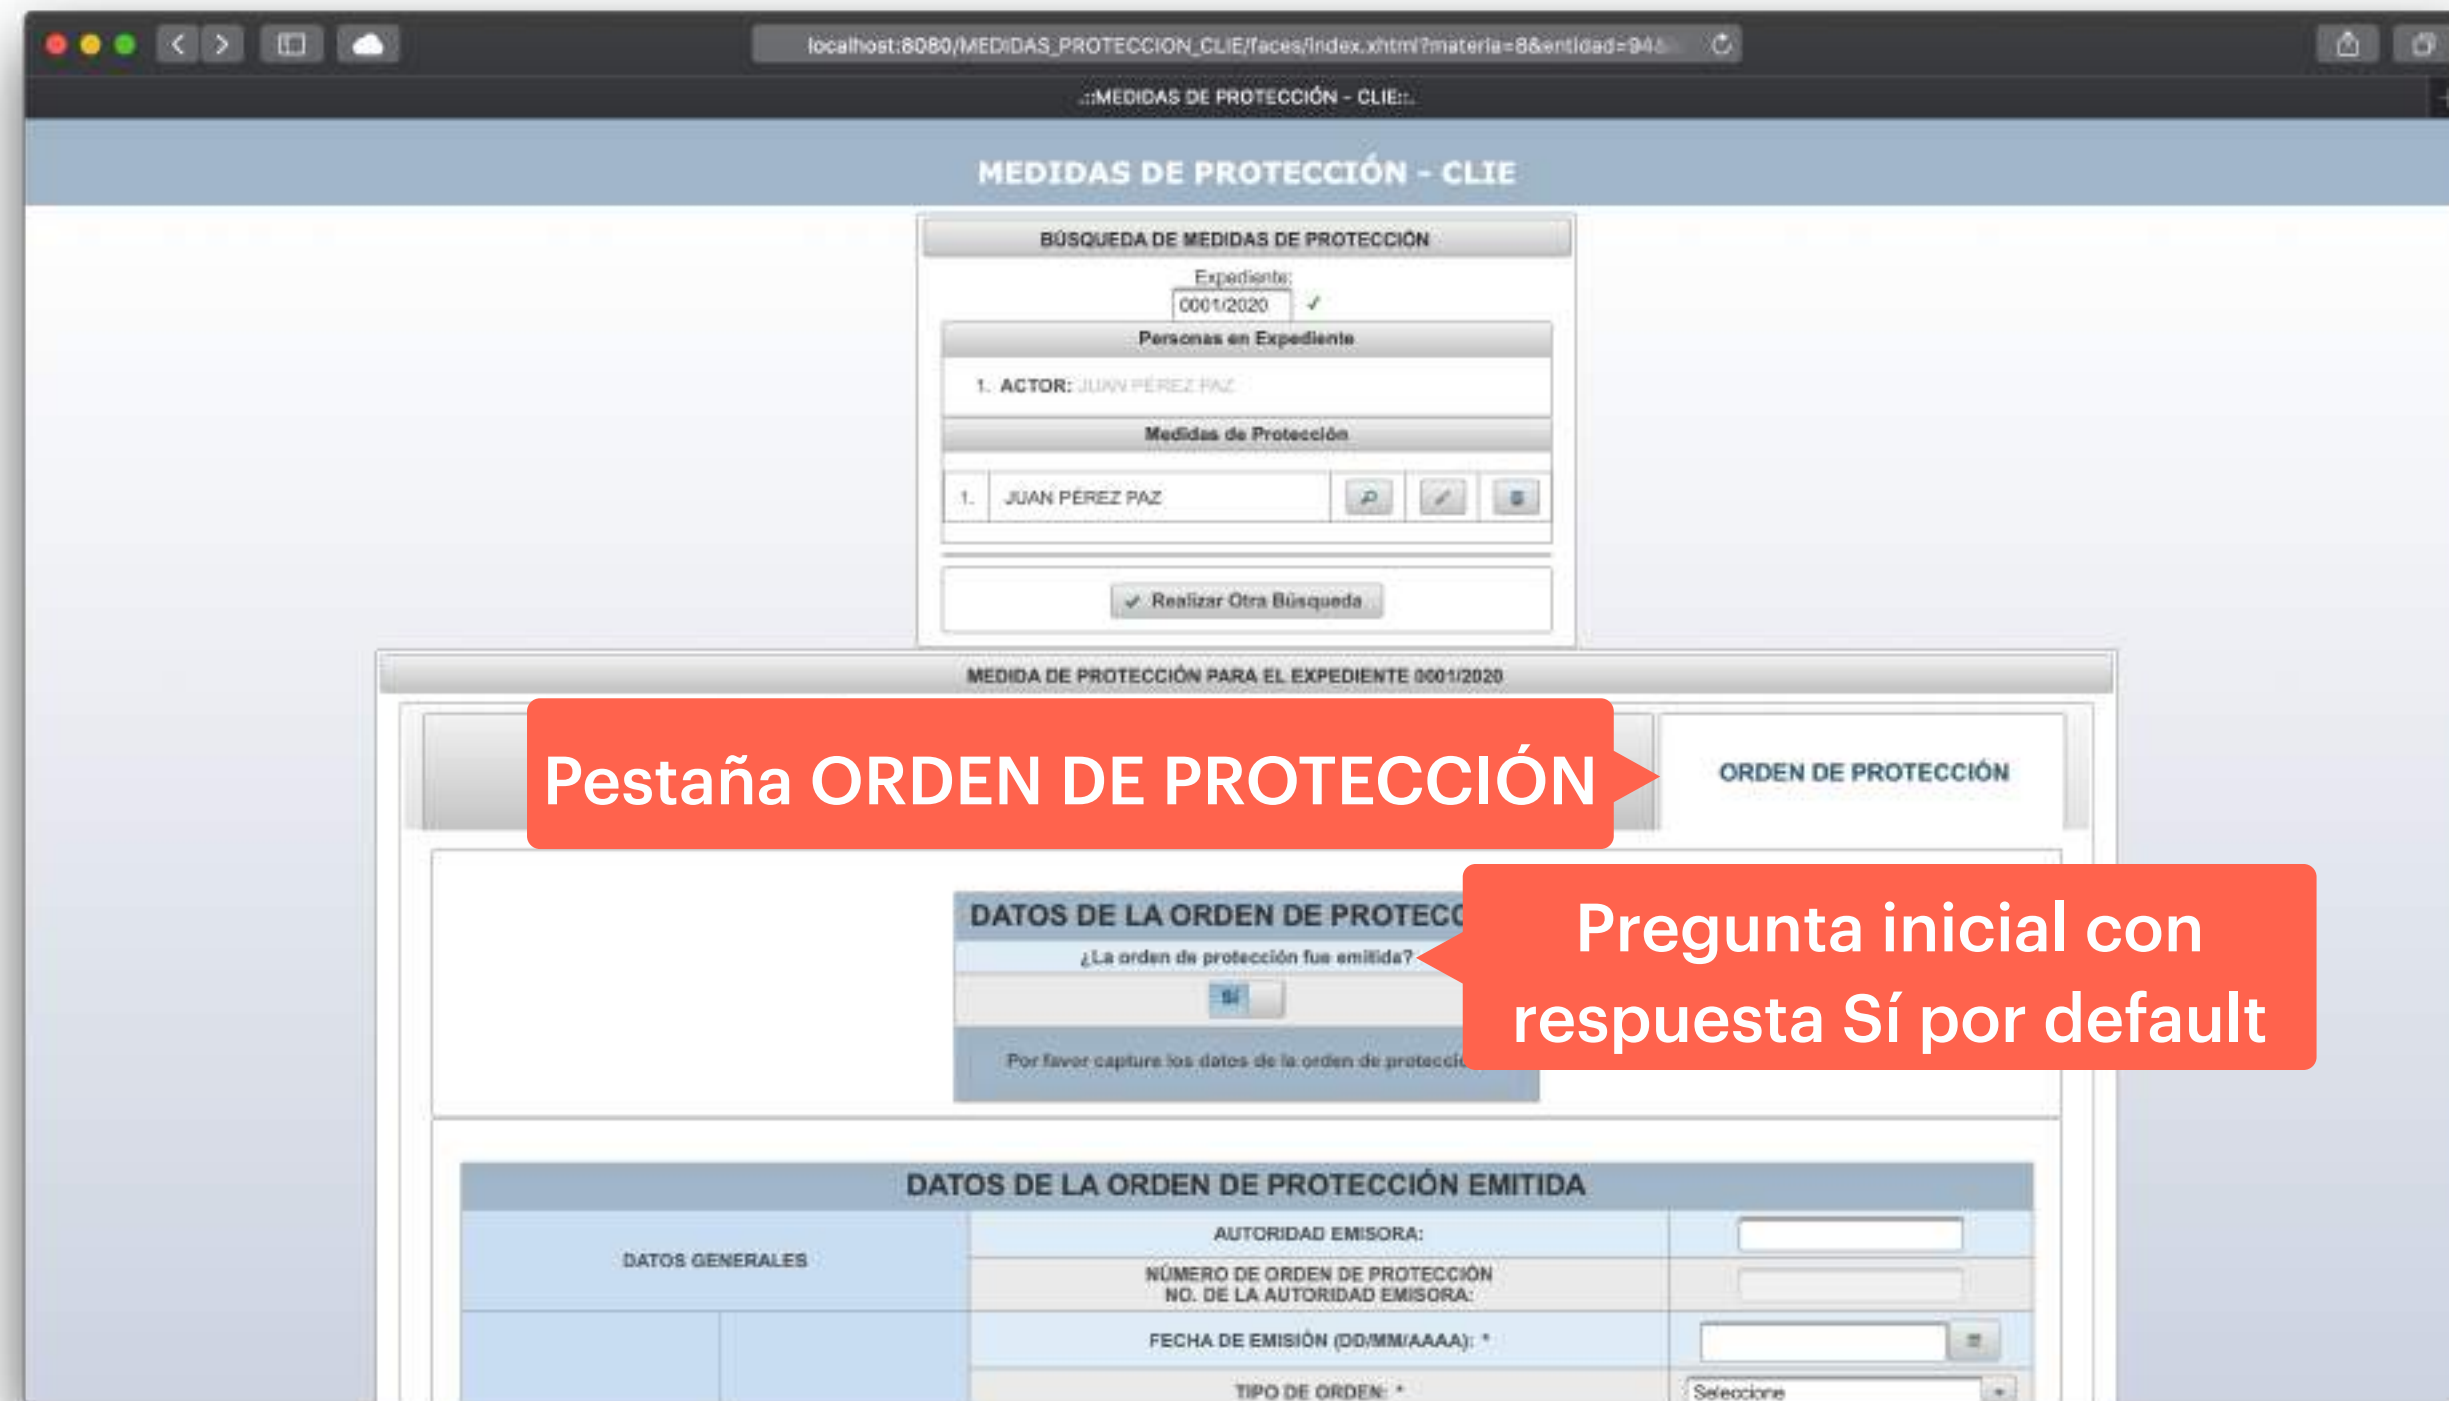 localhost:8080/MEDIDAS_PROTECCION_CLIE/faces/index.xhtml?materia=8&entidad=94&
.::MEDIDAS DE PROTECCIÓN - CLIE::.
MEDIDAS DE PROTECCIÓN - CLIE
BÚSQUEDA DE MEDIDAS DE PROTECCIÓN
Expediente:
0001/2020
Personas en Expediente
1. ACTOR: JUAN PÉREZ PAZ
Medidas de Protección
1. JUAN PÉREZ PAZ
Realizar Otra Búsqueda
MEDIDA DE PROTECCIÓN PARA EL EXPEDIENTE 0001/2020
Pestaña ORDEN DE PROTECCIÓN
ORDEN DE PROTECCIÓN
DATOS DE LA ORDEN DE PROTECC
¿La orden de protección fue emitida?
Sí
Pregunta inicial con
respuesta Sí por default
Por favor capture los datos de la orden de protecci
DATOS DE LA ORDEN DE PROTECCIÓN EMITIDA
DATOS GENERALES
AUTORIDAD EMISORA:
NÚMERO DE ORDEN DE PROTECCIÓN
NO. DE LA AUTORIDAD EMISORA:
FECHA DE EMISIÓN (DD/MM/AAAA): *
TIPO DE ORDEN: *
Seleccione